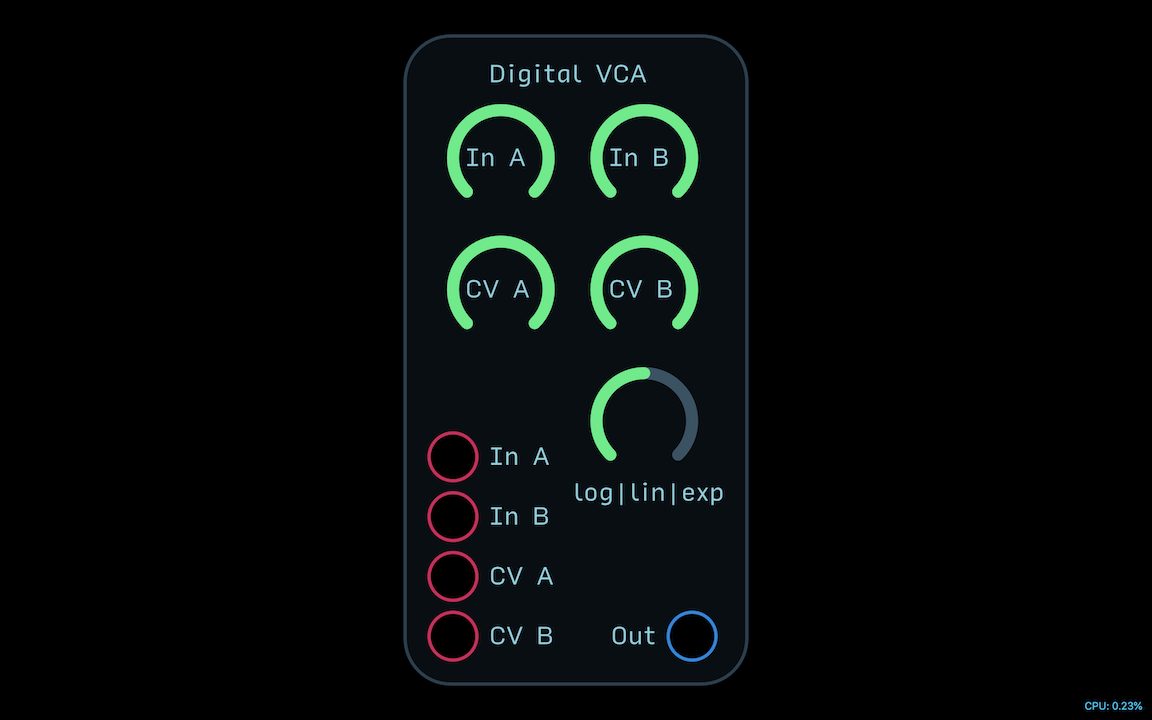 Digital VCA
In A
In B
CV A
CV B
log|lin|exp
In A
In B
CV A
CV B
Out
CPU: 0.23%